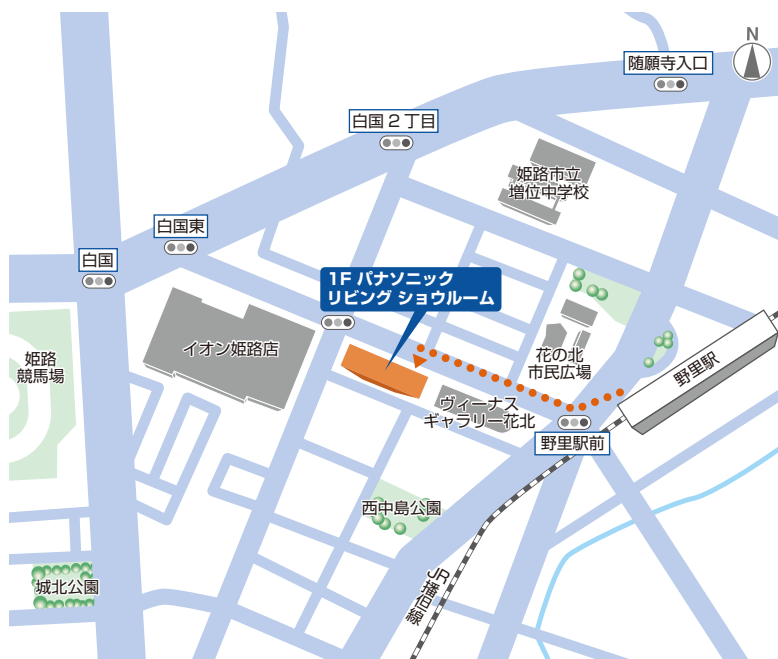 N
随願寺入口
白国2丁目
姫路市立
増位中学校
白国東
白国
1F パナソニック
リビング ショウルーム
イオン姫路店
姫路
競馬場
花の北
市民広場
野里駅
ヴィーナス
ギャラリー花北
野里駅前
西中島公園
JR播但線
城北公園